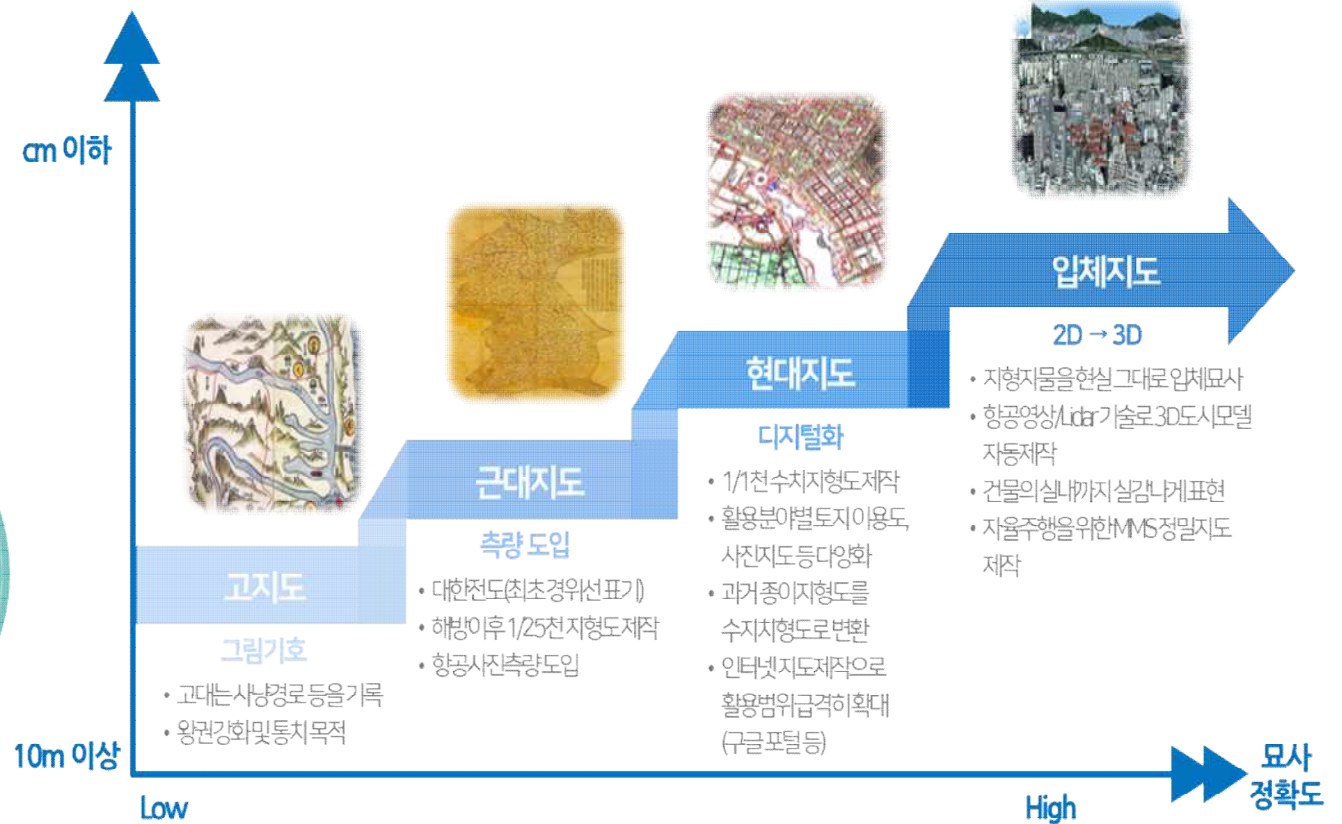 cm 이하
10m 이상
Low
High
묘사
정확도
고지도
그림기호
• 고대는 사냥경로 등을 기록
• 왕권강화 및 통치 목적
근대지도
측량 도입
• 대한전도(최초 경위선 표기)
• 해방이후 1/25천 지형도 제작
• 항공사진측량 도입
현대지도
디지털화
• 1/1천 수치지형도 제작
• 활용분야별 토지이용도,
사진지도 등 다양화
• 과거 종이지형도를
수지치형도로 변환
• 인터넷 지도제작으로
활용범위 급격히 확대
(구글 포털 등)
입체지도
2D → 3D
• 지형지물을 현실 그대로 입체묘사
• 항공영상/Lidar 기술로 3D도시모델
자동제작
• 건물의 실내까지 실감나게 표현
• 자율주행을 위한 MMS 정밀지도
제작